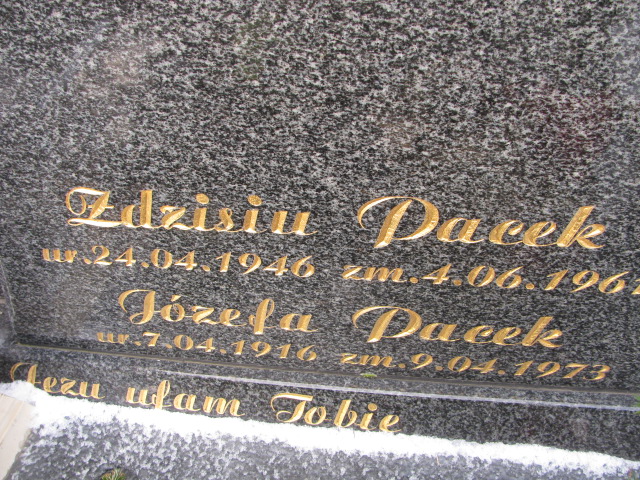 Zdzisiu Pacek
ur.24.04.1946 zm.4.06.196
Józefa Pacek
ur.7.04.1916 zm.9.04.1973
Jezu ufam Tobie